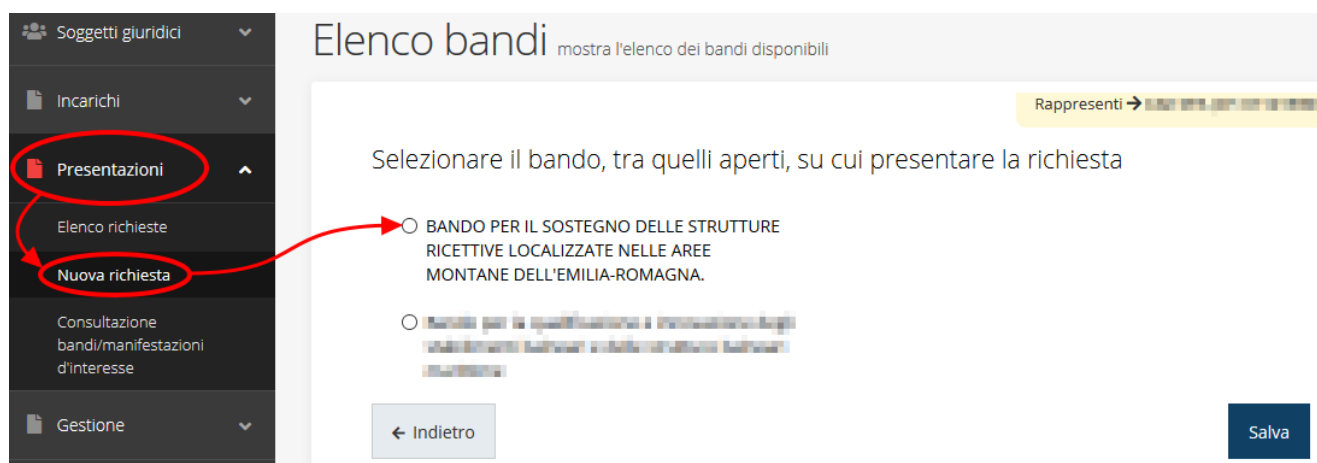 Soggetti giuridici
Incarichi
Presentazioni
Elenco richieste
Nuova richiesta
Consultazione
bandi/manifestazioni
d'interesse
Gestione
Elenco bandi mostra l'elenco dei bandi disponibili
Rappresenti →
Selezionare il bando, tra quelli aperti, su cui presentare la richiesta
BANDO PER IL SOSTEGNO DELLE STRUTTURE
RICETTIVE LOCALIZZATE NELLE AREE
MONTANE DELL'EMILIA-ROMAGNA.
← Indietro
Salva